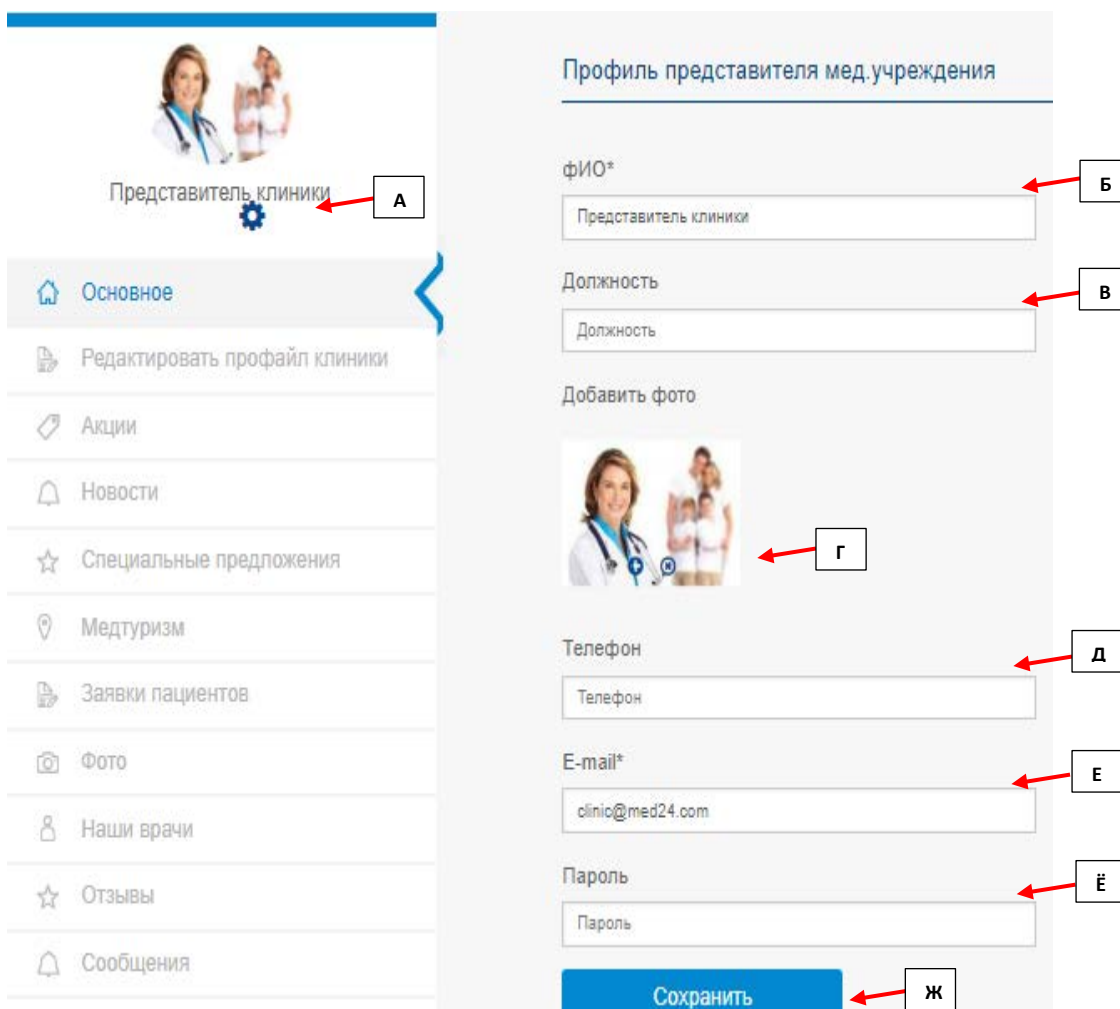 Представитель клиники
А
Основное
Редактировать профайл клиники
Акции
Новости
Специальные предложения
Медтуризм
Заявки пациентов
Фото
Наши врачи
Отзывы
Сообщения
Профиль представителя мед.учреждения
фИО*
Б
Представитель клиники
Должность
В
Должность
Добавить фото
Г
Телефон
Д
Телефон
E-mail*
Е
clinic@med24.com
Пароль
Ё
Пароль
Сохранить
Ж